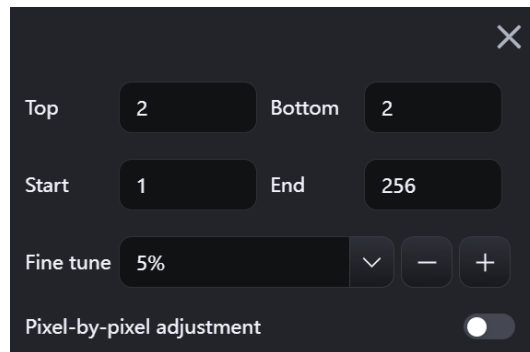 Top 2 Bottom 2
Start 1 End 256
Fine tune 5%
Pixel-by-pixel adjustment